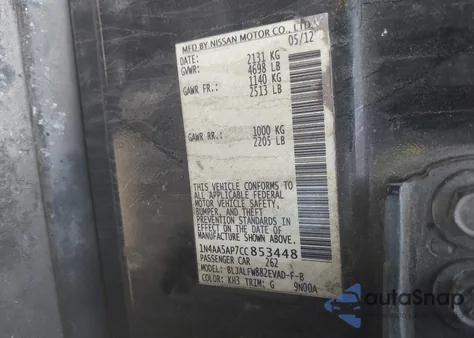 MFD BY NISSAN MOTOR CO., LTD.
DATE: 05/12
GVWR: 2131 KG
4698 LB
GAWR FR.: 1140 KG
2513 LB
GAWR RR.: 1000 KG
2205 LB
THIS VEHICLE CONFORMS TO
ALL APPLICABLE FEDERAL
MOTOR VEHICLE SAFETY,
BUMPER, AND THEFT
PREVENTION STANDARDS IN
EFFECT ON THE DATE OF
MANUFACTURE SHOWN ABOVE.
1N4AA5AP7CC853448
PASSENGER CAR 262
MODEL: BLJALFWB8ZEVAD-F-B
COLOR: KH3 TRIM: G 9N00A
autoSnap